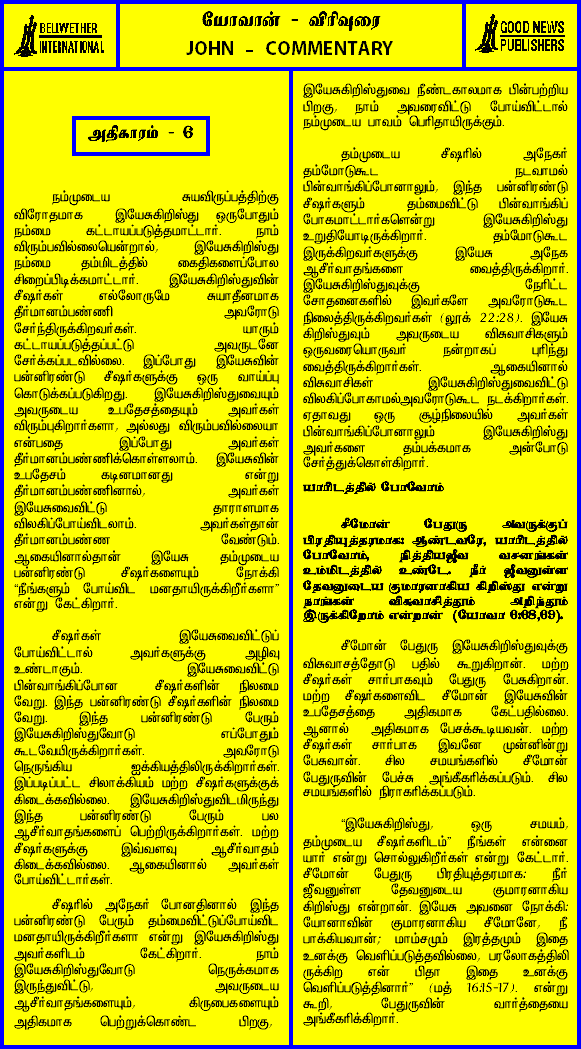 BELWETHER
INTERNATIONAL
யோவான் - விரிவுரை
JOHN - COMMENTARY
GOOD NEWS
PUBLISHERS
அதிகாரம் - 6
நம்முடைய சுயவிருப்பத்திற்கு
விரோதமாக இயேசுகிறிஸ்து ஒருபோதும்
நம்மை கட்டாயப்படுத்தமாட்டார். நாம்
விரும்பவில்லையென்றால், இயேசுகிறிஸ்து
நம்மை தம்மிடத்தில் கைதிகளைப்போல
சிறைப்பிடிக்கமாட்டார். இயேசுகிறிஸ்துவின்
சீஷர்கள் எல்லோருமே சுயாதீனமாக
தீர்மானம்பண்ணி அவரோடு
சேர்ந்திருக்கிறவர்கள். யாரும்
கட்டாயப்படுத்தப்பட்டு அவருடனே
சேர்க்கப்படவில்லை. இப்போது இயேசுவின்
பன்னிரண்டு சீஷர்களுக்கு ஒரு வாய்ப்பு
கொடுக்கப்படுகிறது. இயேசுகிறிஸ்துவையும்
அவருடைய உபதேசத்தையும் அவர்கள்
விரும்புகிறார்களா, அல்லது விரும்பவில்லையா
என்பதை இப்போது அவர்கள்
தீர்மானம்பண்ணிக்கொள்ளலாம். இயேசுவின்
உபதேசம் கடினமானது என்று
தீர்மானம்பண்ணினால், அவர்கள்
இயேசுவைவிட்டு தாராளமாக
விலகிப்போய்விடலாம். அவர்கள்தான்
தீர்மானம்பண்ண வேண்டும்.
ஆகையினால்தான் இயேசு தம்முடைய
பன்னிரண்டு சீஷர்களையும் நோக்கி
"நீங்களும் போய்விட மனதாயிருக்கிறீர்களா"
என்று கேட்கிறார்.
சீஷர்கள் இயேசுவைவிட்டுப்
போய்விட்டால் அவர்களுக்கு அழிவு
உண்டாகும். இயேசுவைவிட்டு
பின்வாங்கிப்போன சீஷர்களின் நிலமை
வேறு. இந்த பன்னிரண்டு சீஷர்களின் நிலமை
வேறு. இந்த பன்னிரண்டு பேரும்
இயேசுகிறிஸ்துவோடு எப்போதும்
கூடவேயிருக்கிறார்கள். அவரோடு
நெருங்கிய ஐக்கியத்திலிருக்கிறார்கள்.
இப்படிப்பட்ட சிலாக்கியம் மற்ற சீஷர்களுக்குக்
கிடைக்கவில்லை. இயேசுகிறிஸ்துவிடமிருந்து
இந்த பன்னிரண்டு பேரும் பல
ஆசீர்வாதங்களைப் பெற்றிருக்கிறார்கள். மற்ற
சீஷர்களுக்கு இவ்வளவு ஆசீர்வாதம்
கிடைக்கவில்லை. ஆகையினால் அவர்கள்
போய்விட்டார்கள்.
சீஷரில் அநேகர் போனதினால் இந்த
பன்னிரண்டு பேரும் தம்மைவிட்டுப்போய்விட
மனதாயிருக்கிறீர்களா என்று இயேசுகிறிஸ்து
அவர்களிடம் கேட்கிறார். நாம்
இயேசுகிறிஸ்துவோடு நெருக்கமாக
இருந்துவிட்டு, அவருடைய
ஆசீர்வாதங்களையும், கிருபைகளையும்
அதிகமாக பெற்றுக்கொண்ட பிறகு,
இயேசுகிறிஸ்துவை நீண்டகாலமாக பின்பற்றிய
பிறகு, நாம் அவரைவிட்டு போய்விட்டால்
நம்முடைய பாவம் பெரிதாயிருக்கும்.
தம்முடைய சீஷரில் அநேகர்
தம்மோடுகூட நடவாமல்
பின்வாங்கிப்போனாலும், இந்த பன்னிரண்டு
சீஷர்களும் தம்மைவிட்டு பின்வாங்கிப்
போகமாட்டார்களென்று இயேசுகிறிஸ்து
உறுதியோடிருக்கிறார். தம்மோடுகூட
இருக்கிறவர்களுக்கு இயேசு அநேக
ஆசீர்வாதங்களை வைத்திருக்கிறார்.
இயேசுகிறிஸ்துவுக்கு நேரிட்ட
சோதனைகளில் இவர்களே அவரோடுகூட
நிலைத்திருக்கிறவர்கள் (லூக் 22:28). இயேசு
கிறிஸ்துவும் அவருடைய விசுவாசிகளும்
ஒருவரையொருவர் நன்றாகப் புரிந்து
வைத்திருக்கிறார்கள். ஆகையினால்
விசுவாசிகள் இயேசுகிறிஸ்துவைவிட்டு
விலகிப்போகாமல்அவரோடுகூட நடக்கிறார்கள்.
ஏதாவது ஒரு சூழ்நிலையில் அவர்கள்
பின்வாங்கிப்போனாலும் இயேசுகிறிஸ்து
அவர்களை தம்பக்கமாக அன்போடு
சேர்த்துக்கொள்கிறார்.
யாரிடத்தில் போவோம்
சீமோன் பேதுரு அவருக்குப்
பிரதியுத்தரமாக: ஆண்டவரே, யாரிடத்தில்
போவோம், நித்தியஜீவ வசனங்கள்
உம்மிடத்தில் உண்டே. நீர் ஜீவனுள்ள
தேவனுடைய குமாரனாகிய கிறிஸ்து என்று
நாங்கள் விசுவாசித்தும் அறிந்தும்
இருக்கிறோம் என்றான் (யோவா 6:68,69).
சீமோன் பேதுரு இயேசுகிறிஸ்துவுக்கு
விசுவாசத்தோடு பதில் கூறுகிறான். மற்ற
சீஷர்கள் சார்பாகவும் பேதுரு பேசுகிறான்.
மற்ற சீஷர்களைவிட சீமோன் இயேசுவின்
உபதேசத்தை அதிகமாக கேட்பதில்லை.
ஆனால் அதிகமாக பேசக்கூடியவன். மற்ற
சீஷர்கள் சார்பாக இவனே முன்னின்று
பேசுவான். சில சமயங்களில் சீமோன்
பேதுருவின் பேச்சு அங்கீகரிக்கப்படும். சில
சமயங்களில் நிராகரிக்கப்படும்.
"இயேசுகிறிஸ்து, ஒரு சமயம்,
தம்முடைய சீஷர்களிடம்" நீங்கள் என்னை
யார் என்று சொல்லுகிறீர்கள் என்று கேட்டார்.
சீமோன் பேதுரு பிரதியுத்தரமாக: நீர்
ஜீவனுள்ள தேவனுடைய குமாரனாகிய
கிறிஸ்து என்றான். இயேசு அவனை நோக்கி:
யோனாவின் குமாரனாகிய சீமோனே, நீ
பாக்கியவான்; மாம்சமும் இரத்தமும் இதை
உனக்கு வெளிப்படுத்தவில்லை, பரலோகத்திலி
ருக்கிற என் பிதா இதை உனக்கு
வெளிப்படுத்தினார்" (மத் 16:15-17). என்று
கூறி, பேதுருவின் வார்த்தையை
அங்கீகரிக்கிறார்.